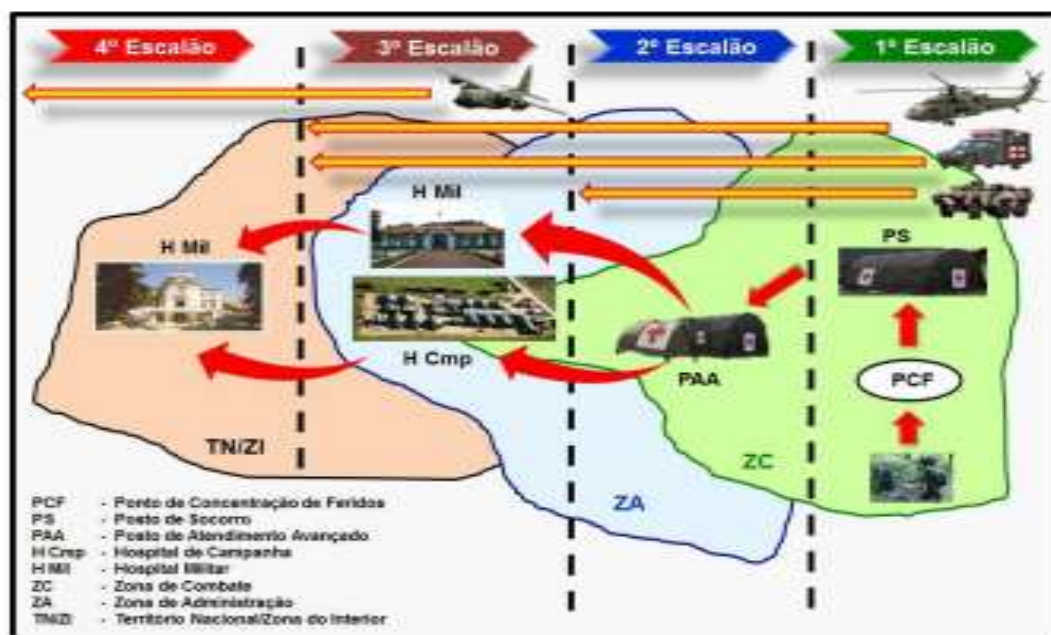 4º Escalão
3º Escalão
2º Escalão
1º Escalão
H Mil
H Mil
PS
H Cmp
PAA
PCF
TN/ZI
ZC
ZA
PCF - Ponto de Concentração de Feridos
PS - Posto de Socorro
PAA - Posto de Atendimento Avançado
H Cmp - Hospital de Campanha
H Mil - Hospital Militar
ZC - Zona de Combate
ZA - Zona de Administração
TN/ZI - Território Nacional/Zona do Interior